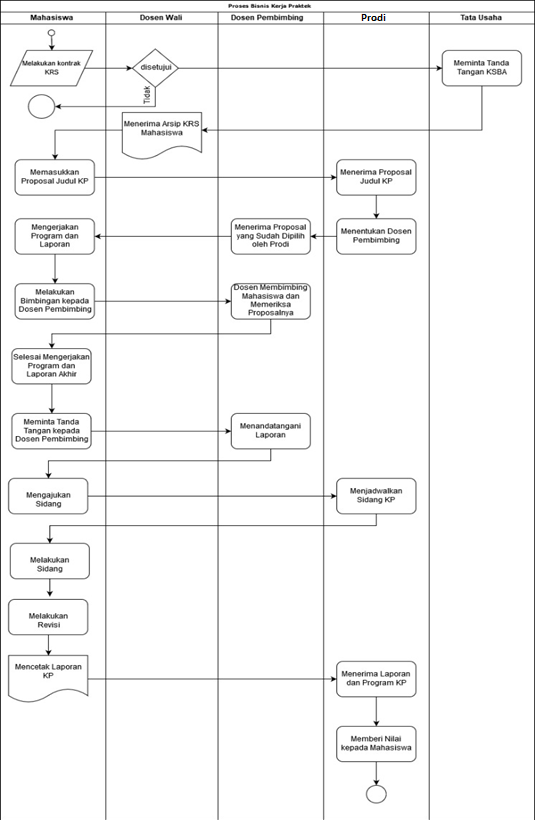 Proses Bisnis Kerja Praktek
Mahasiswa
Dosen Wali
Dosen Pembimbing
Prodi
Tata Usaha
Melakukan kontrak
KRS
disetujui
Meminta Tanda
Tangan KSBA
Tidak
Menerima Arsip KRS
Mahasiswa
Memasukkan
Proposal Judul KP
Menerima Proposal
Judul KP
Mengerjakan
Program dan
Laporan
Menerima Proposal
yang Sudah Dipilih
oleh Prodi
Menentukan Dosen
Pembimbing
Melakukan
Bimbingan kepada
Dosen Pembimbing
Dosen Membimbing
Mahasiswa dan
Memeriksa
Proposalnya
Selesai Mengerjakan
Program dan
Laporan Akhir
Meminta Tanda
Tangan kepada
Dosen Pembimbing
Menandatangani
Laporan
Mengajukan
Sidang
Menjadwalkan
Sidang KP
Melakukan
Sidang
Melakukan
Revisi
Mencetak Laporan
KP
Menerima Laporan
dan Program KP
Memberi Nilai
kepada Mahasiswa